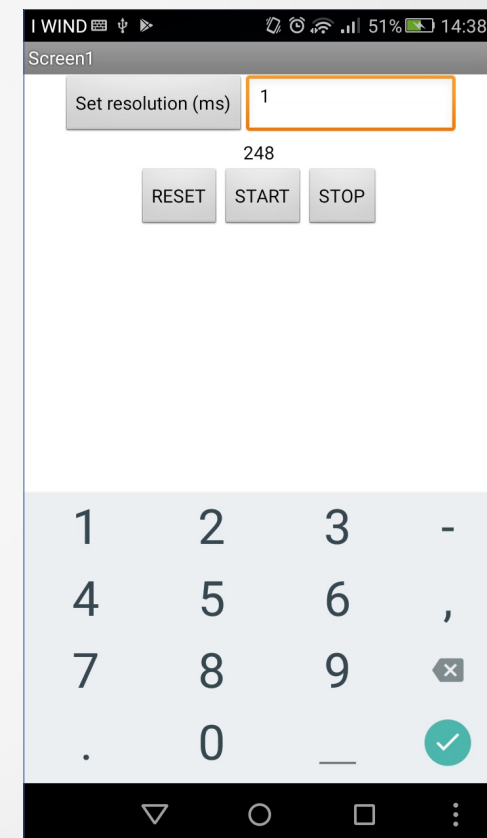 I WIND 51% 14:38
Screen1
Set resolution (ms) 1
248
RESET START STOP
1 2 3 -
4 5 6 ,
7 8 9
. 0 _